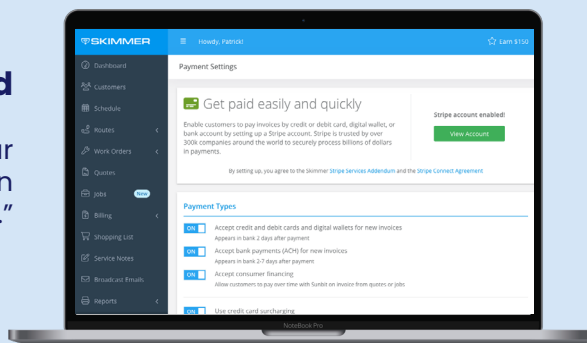 d
ur
n
."
SKIMMER
Howdy, Patrick!
Earn $150
Dashboard
Customers
Schedule
Routes
Work Orders
Quotes
Jobs New
Billing
Shopping List
Service Notes
Broadcast Emails
Reports
Payment Settings
Get paid easily and quickly
Enable customers to pay invoices by credit or debit card, digital wallet, or
bank account by setting up a Stripe account. Stripe is trusted by over
300k companies around the world to securely process billions of dollars
in payments.
Stripe account enabled!
View Account
By setting up, you agree to the Skimmer Stripe Services Addendum and the Stripe Connect Agreement
Payment Types
ON Accept credit and debit cards and digital wallets for new invoices
Appears in bank 2 days after payment
ON Accept bank payments (ACH) for new invoices
Appears in bank 2-7 days after payment
ON Accept consumer financing
Allow customers to pay over time with Sunbit on invoice from quotes or jobs
ON Use credit card surcharging
NoteBook Pro